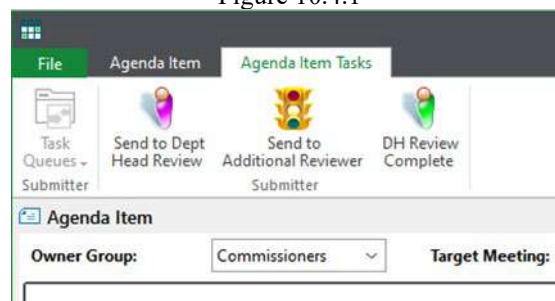 File Agenda Item Agenda Item Tasks
Task
Queues
Send to Dept
Head Review
Send to
Additional Reviewer
DH Review
Complete
Submitter Submitter
Agenda Item
Owner Group: Commissioners Target Meeting: